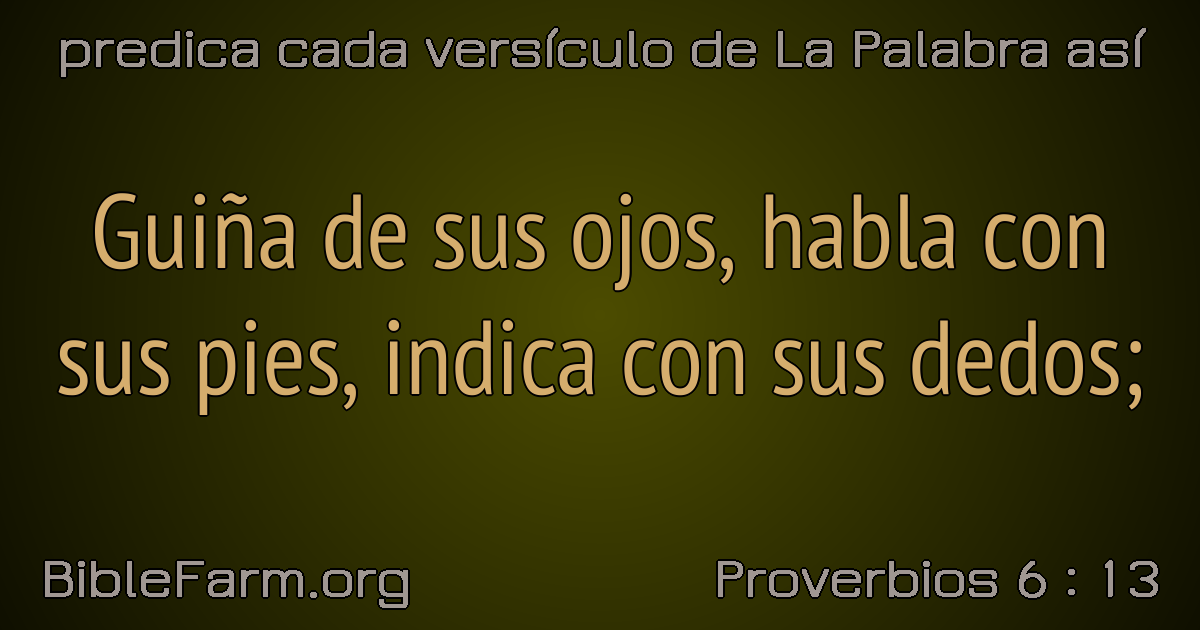 predica cada versículo de La Palabra así
Guiña de sus ojos, habla con
sus pies, indica con sus dedos;
BibleFarm.org
Proverbios 6 : 13